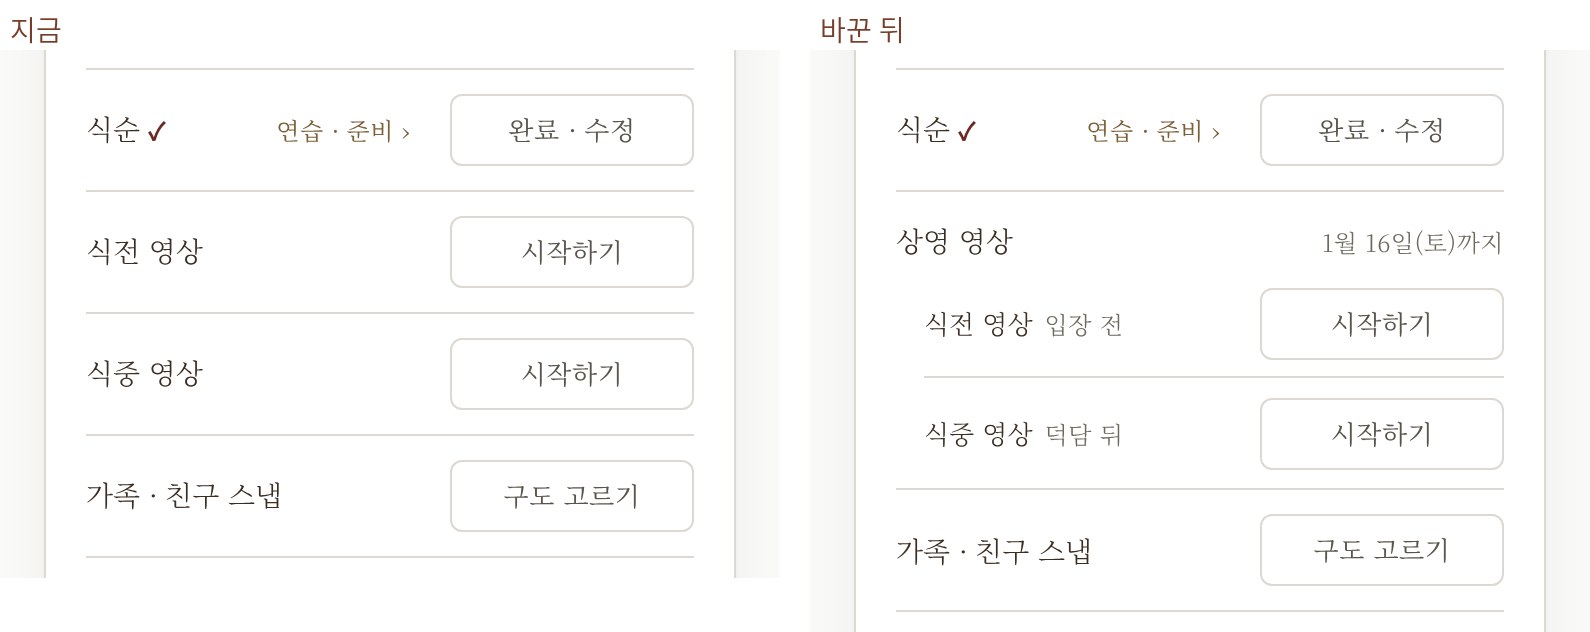 지금
식순 ✓ 연습 · 준비 › 완료 · 수정
식전 영상 시작하기
식중 영상 시작하기
가족 · 친구 스냅 구도 고르기
바꾼 뒤
식순 ✓ 연습 · 준비 › 완료 · 수정
상영 영상 1월 16일(토)까지
식전 영상 입장 전 시작하기
식중 영상 덕담 뒤 시작하기
가족 · 친구 스냅 구도 고르기